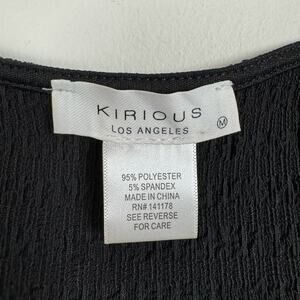 KIRIOUS
LOS ANGELES
M
95% POLYESTER
5% SPANDEX
MADE IN CHINA
RN# 141178
SEE REVERSE
FOR CARE